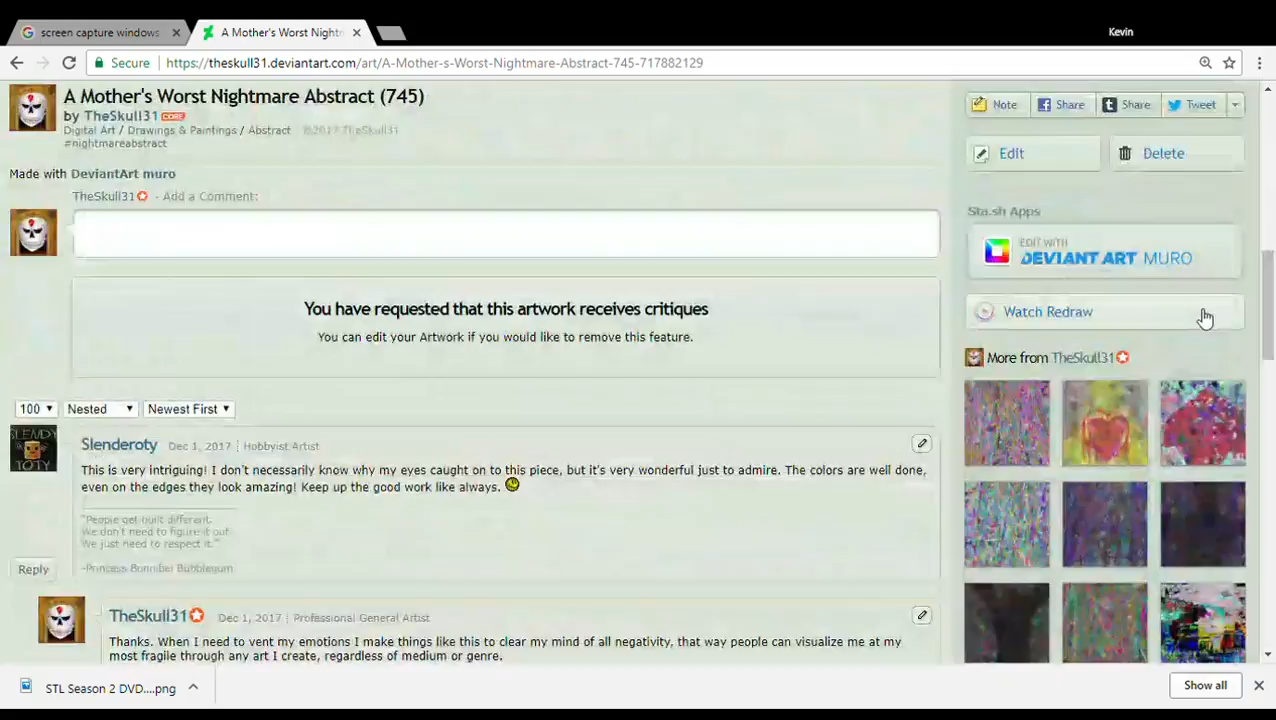 screen capture windows
A Mother's Worst Nightm
Kevin
Secure
https://theskull31.deviantart.com/art/A-Mother-s-Worst-Nightmare-Abstract-745-717882129
A Mother's Worst Nightmare Abstract (745)
by TheSkull31 CORE
Digital Art / Drawings & Paintings / Abstract ©2017 TheSkull31
#nightmareabstract
Made with DeviantArt muro
TheSkull31 - Add a Comment:
You have requested that this artwork receives critiques
You can edit your Artwork if you would like to remove this feature.
100 Nested Newest First
SLENDY
TOTY
Slenderoty Dec 1, 2017 | Hobbyist Artist
This is very intriguing! I don't necessarily know why my eyes caught on to this piece, but it's very wonderful just to admire. The colors are well done,
even on the edges they look amazing! Keep up the good work like always.
"People get built different.
We don't need to figure it out.
We just need to respect it."
-Princess Bonnibel Bubblegum
Reply
TheSkull31 Dec 1, 2017 | Professional General Artist
Thanks. When I need to vent my emotions I make things like this to clear my mind of all negativity, that way people can visualize me at my
most fragile through any art I create, regardless of medium or genre.
Note Share Share Tweet
Edit Delete
Sta.sh Apps
EDIT WITH
DEVIANT ART MURO
Watch Redraw
More from TheSkull31
STL Season 2 DVD....png
Show all